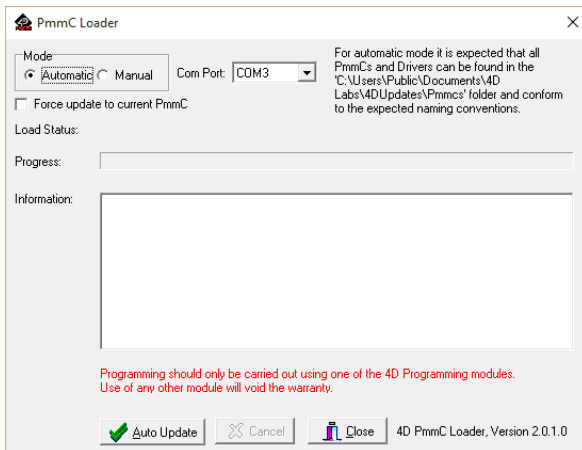 PmmC Loader
Mode
Automatic Manual
Com Port: COM3
For automatic mode it is expected that all
PmmCs and Drivers can be found in the
'C:\Users\Public\Documents\4D
Labs\4DUpdates\Pmmcs' folder and conform
to the expected naming conventions.
Force update to current PmmC
Load Status:
Progress:
Information:
Programming should only be carried out using one of the 4D Programming modules.
Use of any other module will void the warranty.
Auto Update Cancel Close 4D PmmC Loader, Version 2.0.1.0